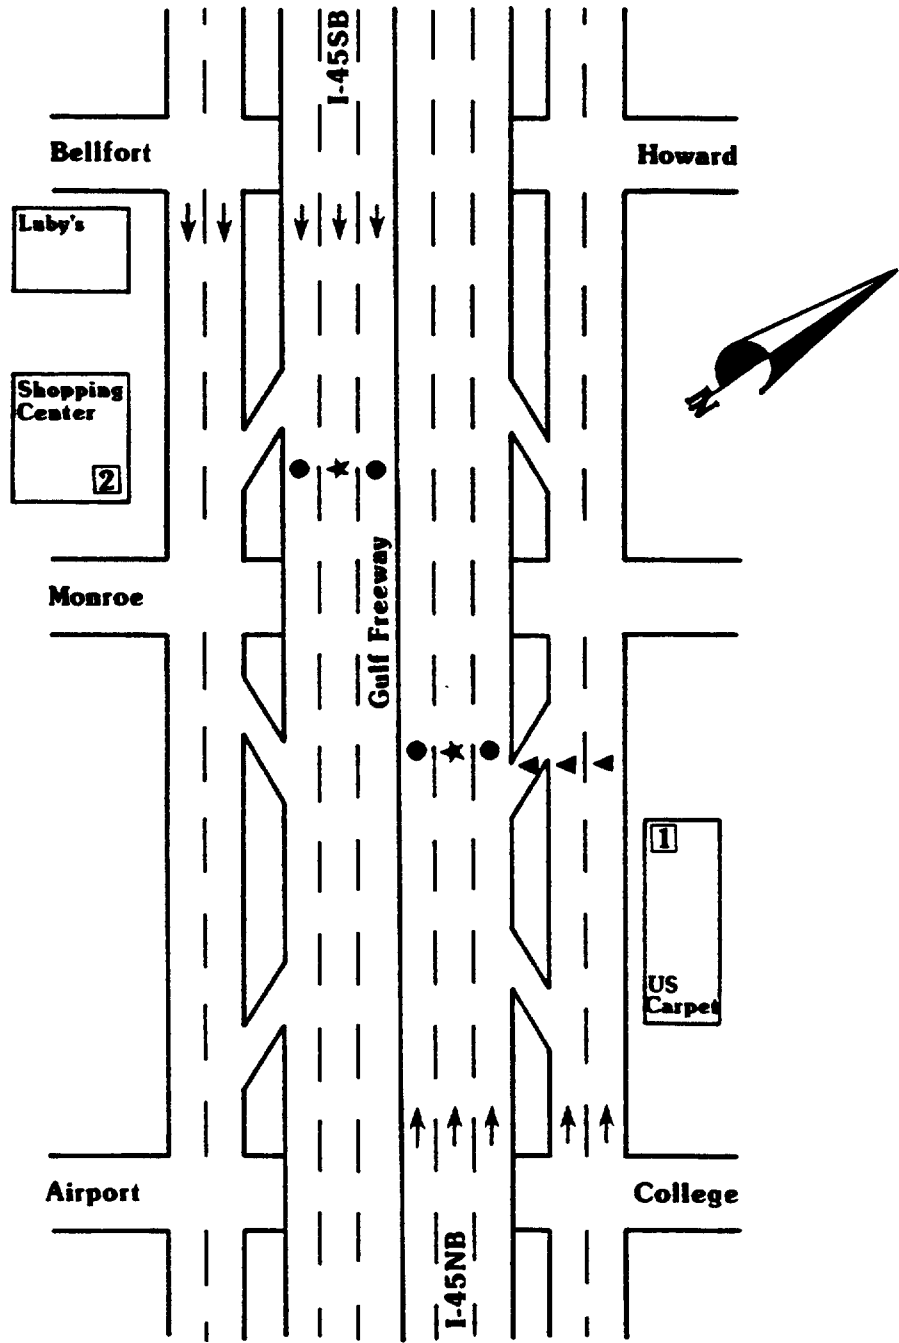 I-45SB
Bellfort
Howard
Luby's
Shopping
Center
2
N
Gulf Freeway
Monroe
1
US
Carpet
Airport
College
I-45NB